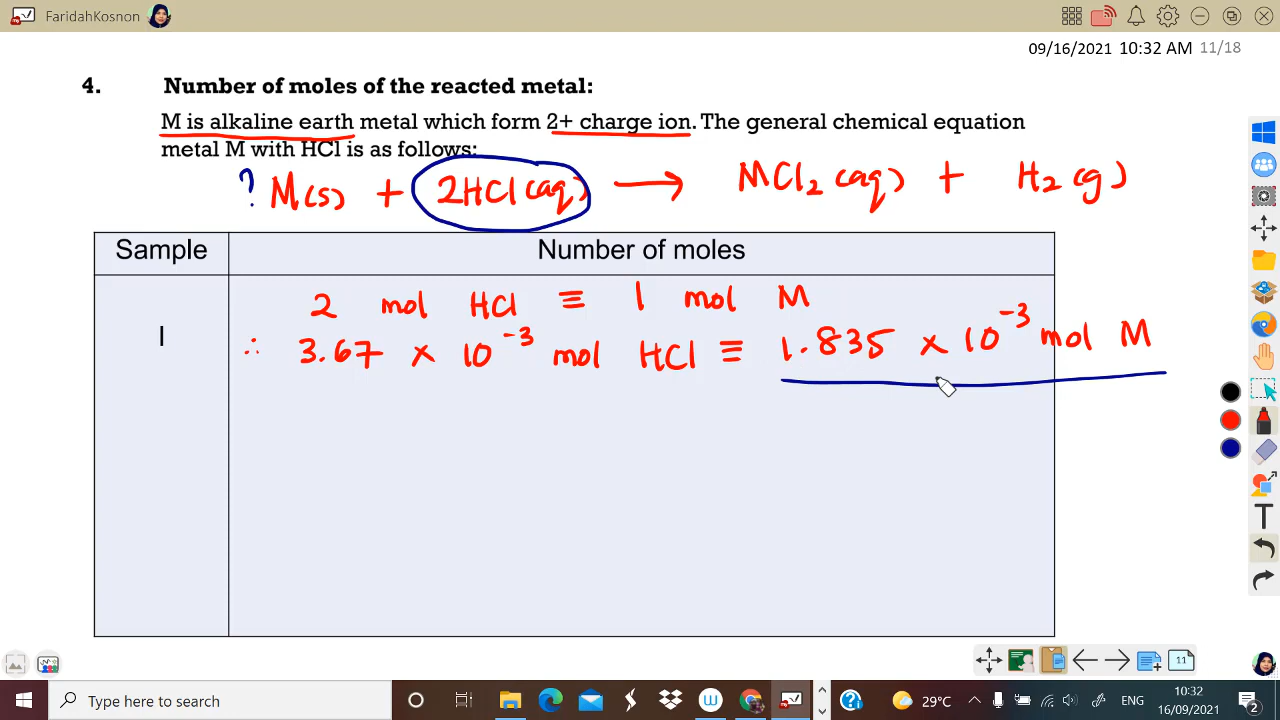 FaridahKosnon
09/16/2021 10:32 AM 11/18
4. Number of moles of the reacted metal:
M is alkaline earth metal which form 2+ charge ion. The general chemical equation
metal M with HCl is as follows:
? M(s) + 2HCl(aq) → MCl₂(aq) + H₂(g)
Sample Number of moles
I
2 mol HCl ≡ 1 mol M
∴ 3.67 × 10⁻³ mol HCl ≡ 1.835 × 10⁻³ mol M
T
11
Type here to search
W
29°C ENG
10:32
16/09/2021
2